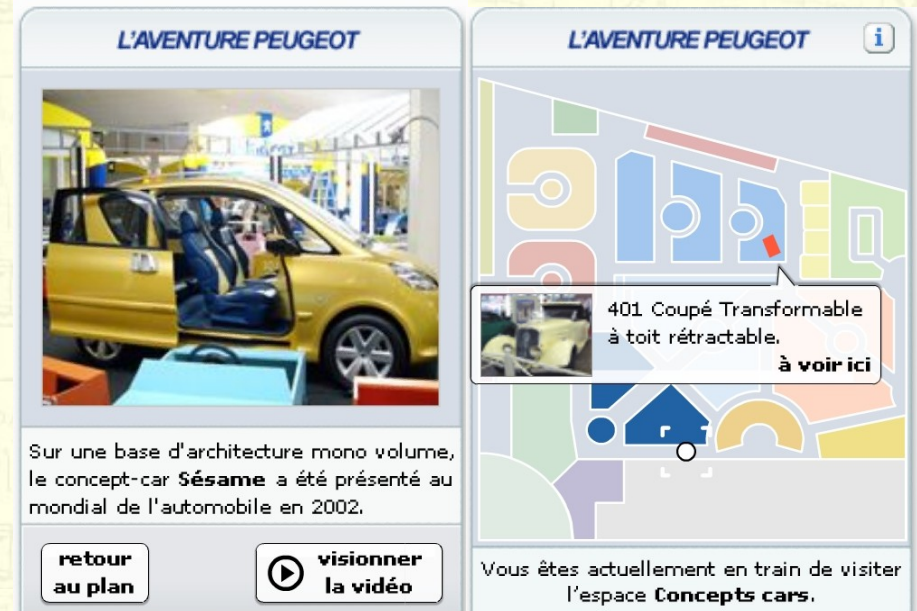 L'AVENTURE PEUGEOT
Sur une base d'architecture mono volume,
le concept-car Sésame a été présenté au
mondial de l'automobile en 2002.
retour
au plan
visionner
la vidéo
L'AVENTURE PEUGEOT
i
401 Coupé Transformable
à toit rétractable.
à voir ici
Vous êtes actuellement en train de visiter
l'espace Concepts cars.